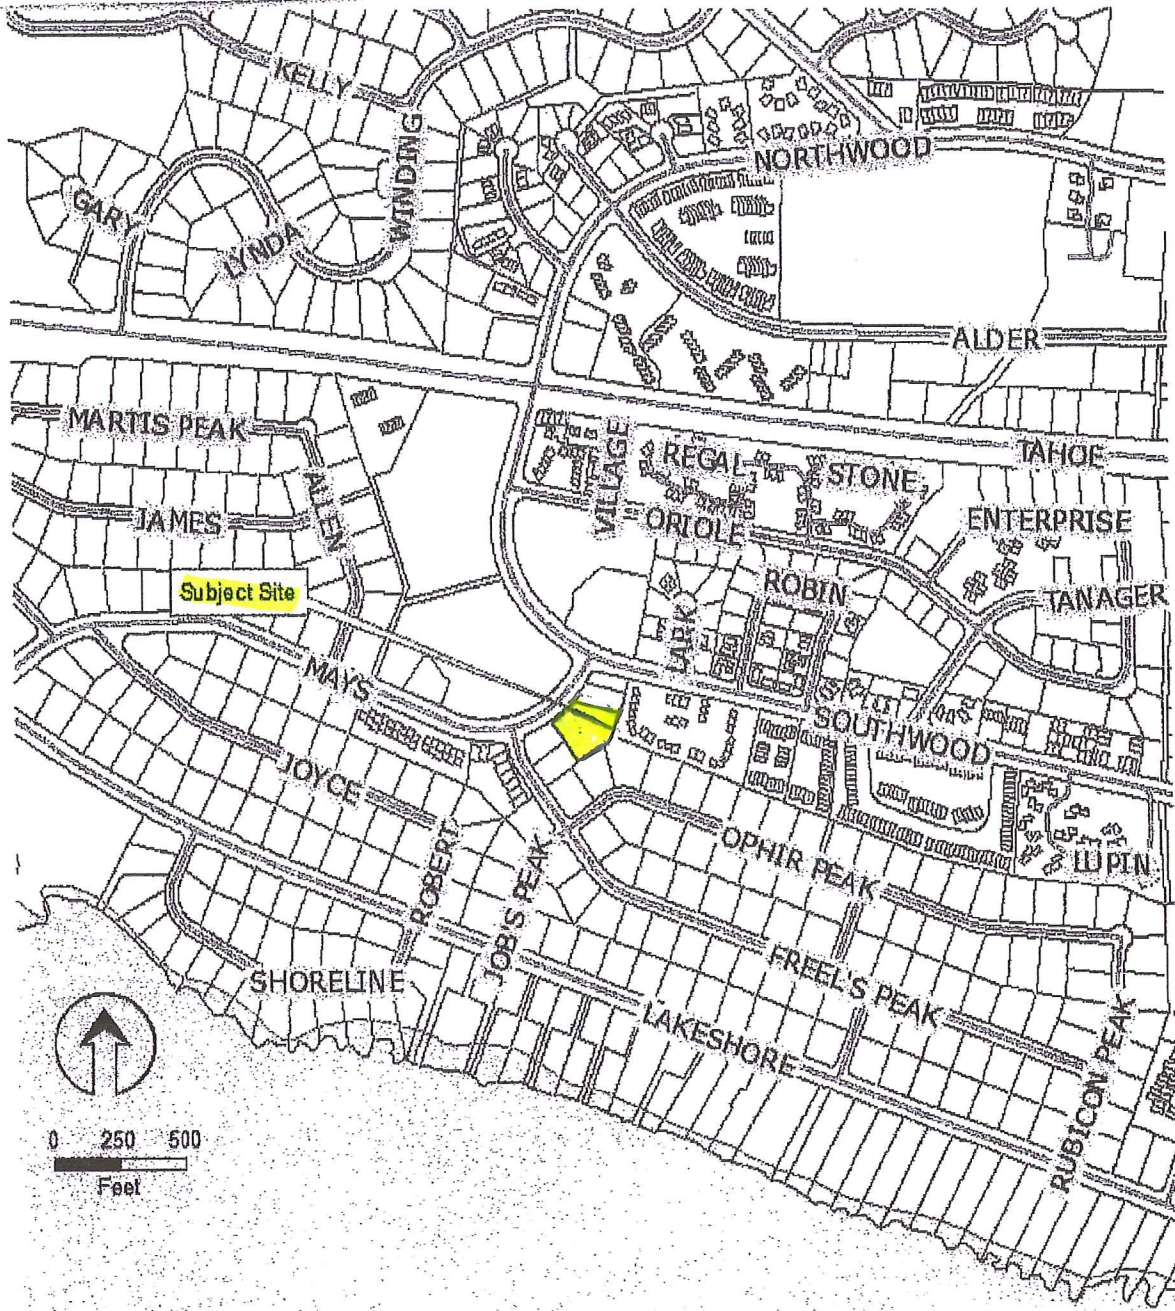 KELLY
WINDING
NORTHWOOD
GARY
LYNDA
ALDER
MARTIS PEAK
ALLEN
JAMES
VILLAGE
REGAL
STONE
TAHOE
ORIOLE
ENTERPRISE
Subject Site
ROBIN
TANAGER
LARK
MAYS
SOUTHWOOD
JOYCE
ROBERT
JOB'S PEAK
OPHIR PEAK
LUPIN
SHORELINE
FREEL'S PEAK
LAKESHORE
RUBICON PEAK
0 250 500
Feet